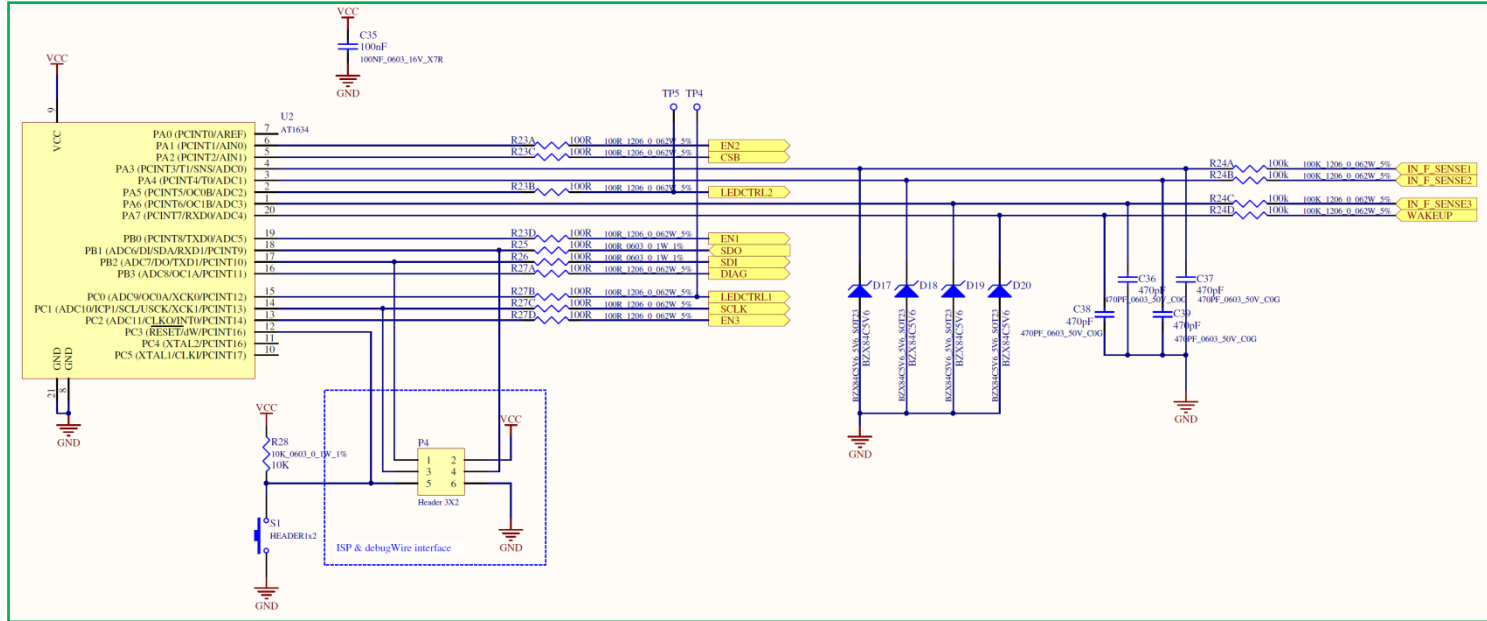 VCC
C35
100nF
100NF_0603_16V_X7R
GND
VCC
9
VCC
U2
AT1634
PA0 (PCINT0/AREF) 7
PA1 (PCINT1/AIN0) 6
PA2 (PCINT2/AIN1) 5
PA3 (PCINT3/T1/SNS/ADC0) 4
PA4 (PCINT4/T0/ADC1) 3
PA5 (PCINT5/OC0B/ADC2) 2
PA6 (PCINT6/OC1B/ADC3) 1
PA7 (PCINT7/RXD0/ADC4) 20
PB0 (PCINT8/TXD0/ADC5) 19
PB1 (ADC6/DI/SDA/RXD1/PCINT9) 18
PB2 (ADC7/DO/TXD1/PCINT10) 17
PB3 (ADC8/OC1A/PCINT11) 16
PC0 (ADC9/OC0A/XCK0/PCINT12) 15
PC1 (ADC10/ICP1/SCL/USCK/XCK1/PCINT13) 14
PC2 (ADC11/CLKO/INT0/PCINT14) 13
PC3 (RESET/dW/PCINT16) 12
PC4 (XTAL2/PCINT16) 11
PC5 (XTAL1/CLKI/PCINT17) 10
GND
GND
21
8
GND
TP5 TP4
R23A 100R 100R_1206_0_062W_5% EN2
R23C 100R 100R_1206_0_062W_5% CSB
R23B 100R 100R_1206_0_062W_5% LEDCTRL2
R23D 100R 100R_1206_0_062W_5% EN1
R25 100R 100R_0603_0_1W_1% SDO
R26 100R 100R_0603_0_1W_1% SDI
R27A 100R 100R_1206_0_062W_5% DIAG
R27B 100R 100R_1206_0_062W_5% LEDCTRL1
R27C 100R 100R_1206_0_062W_5% SCLK
R27D 100R 100R_1206_0_062W_5% EN3
R24A 100k 100K_1206_0_062W_5% IN_F_SENSE1
R24B 100k 100K_1206_0_062W_5% IN_F_SENSE2
R24C 100k 100K_1206_0_062W_5% IN_F_SENSE3
R24D 100k 100K_1206_0_062W_5% WAKEUP
D17
BZX84C5V6_5V6_SOT23
BZX84C5V6
D18
BZX84C5V6_5V6_SOT23
BZX84C5V6
D19
BZX84C5V6_5V6_SOT23
BZX84C5V6
D20
BZX84C5V6_5V6_SOT23
BZX84C5V6
GND
C36
470pF
470PF_0603_50V_C0G
C37
470pF
470PF_0603_50V_C0G
C38
470pF
470PF_0603_50V_C0G
C39
470pF
470PF_0603_50V_C0G
GND
VCC
R28
10K_0603_0_1W_1%
10K
S1
HEADER1x2
GND
P4
1 2
3 4
5 6
Header 3X2
VCC
GND
ISP & debugWire interface